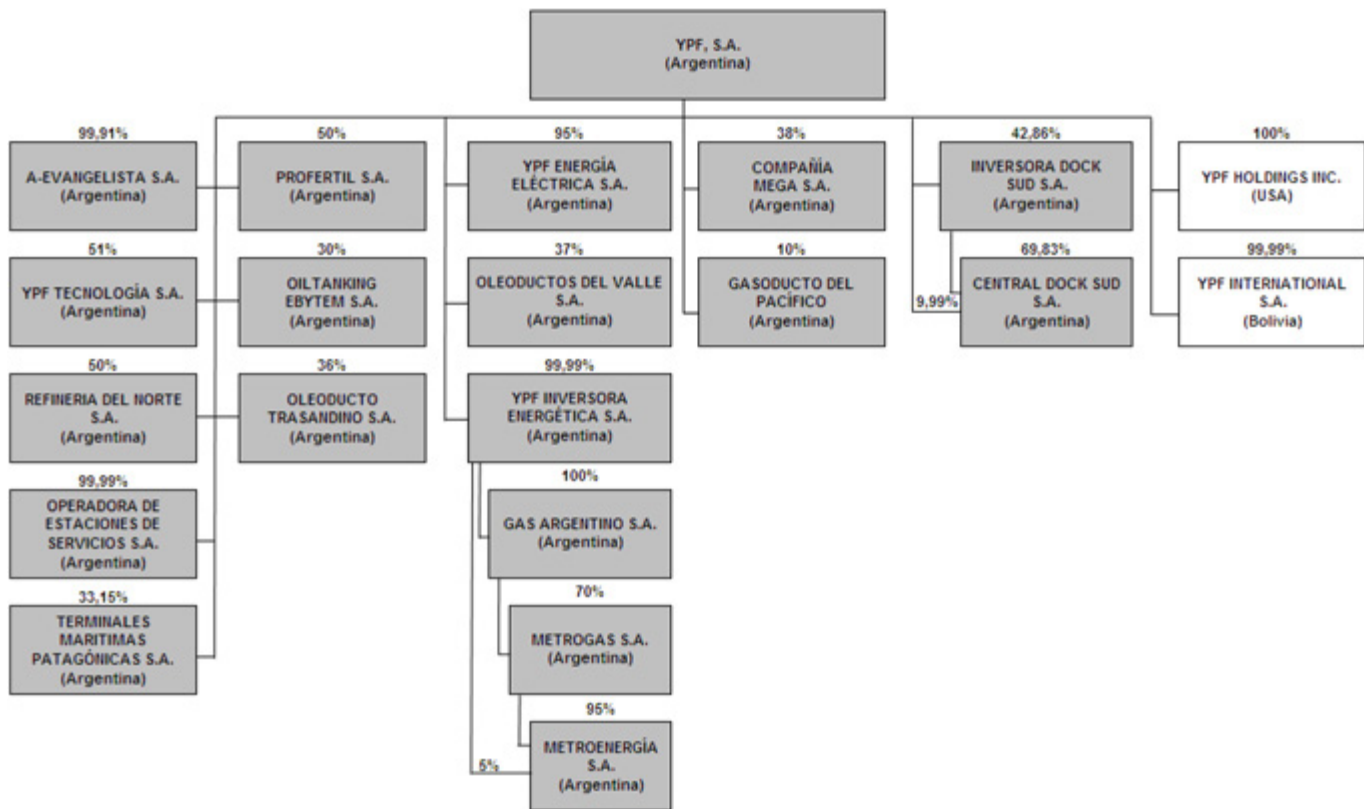 YPF, S.A.
(Argentina)
99,91%
A-EVANGELISTA S.A.
(Argentina)
50%
PROFERTIL S.A.
(Argentina)
95%
YPF ENERGÍA
ELÉCTRICA S.A.
(Argentina)
38%
COMPAÑÍA
MEGA S.A.
(Argentina)
42,86%
INVERSORA DOCK
SUD S.A.
(Argentina)
100%
YPF HOLDINGS INC.
(USA)
51%
YPF TECNOLOGÍA S.A.
(Argentina)
30%
OILTANKING
EBYTEM S.A.
(Argentina)
37%
OLEODUCTOS DEL VALLE
S.A.
(Argentina)
10%
GASODUCTO DEL
PACÍFICO
(Argentina)
9,99%
69,83%
CENTRAL DOCK SUD
S.A.
(Argentina)
99,99%
YPF INTERNATIONAL
S.A.
(Bolivia)
50%
REFINERIA DEL NORTE
S.A.
(Argentina)
36%
OLEODUCTO
TRASANDINO S.A.
(Argentina)
99,99%
YPF INVERSORA
ENERGÉTICA S.A.
(Argentina)
99,99%
OPERADORA DE
ESTACIONES DE
SERVICIOS S.A.
(Argentina)
100%
GAS ARGENTINO S.A.
(Argentina)
33,15%
TERMINALES
MARITIMAS
PATAGÓNICAS S.A.
(Argentina)
70%
METROGAS S.A.
(Argentina)
5%
95%
METROENERGÍA
S.A.
(Argentina)